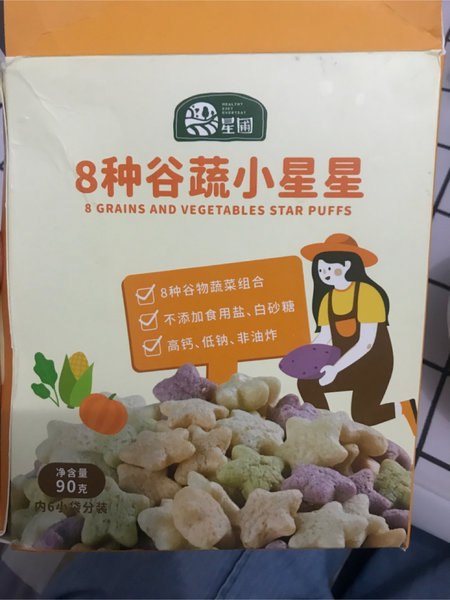 HEALTHY
DIET
EVERYDAY
星圃
8种谷蔬小星星
8 GRAINS AND VEGETABLES STAR PUFFS
8种谷物蔬菜组合
不添加食用盐、白砂糖
高钙、低钠、非油炸
净含量
90克
内6小袋分装